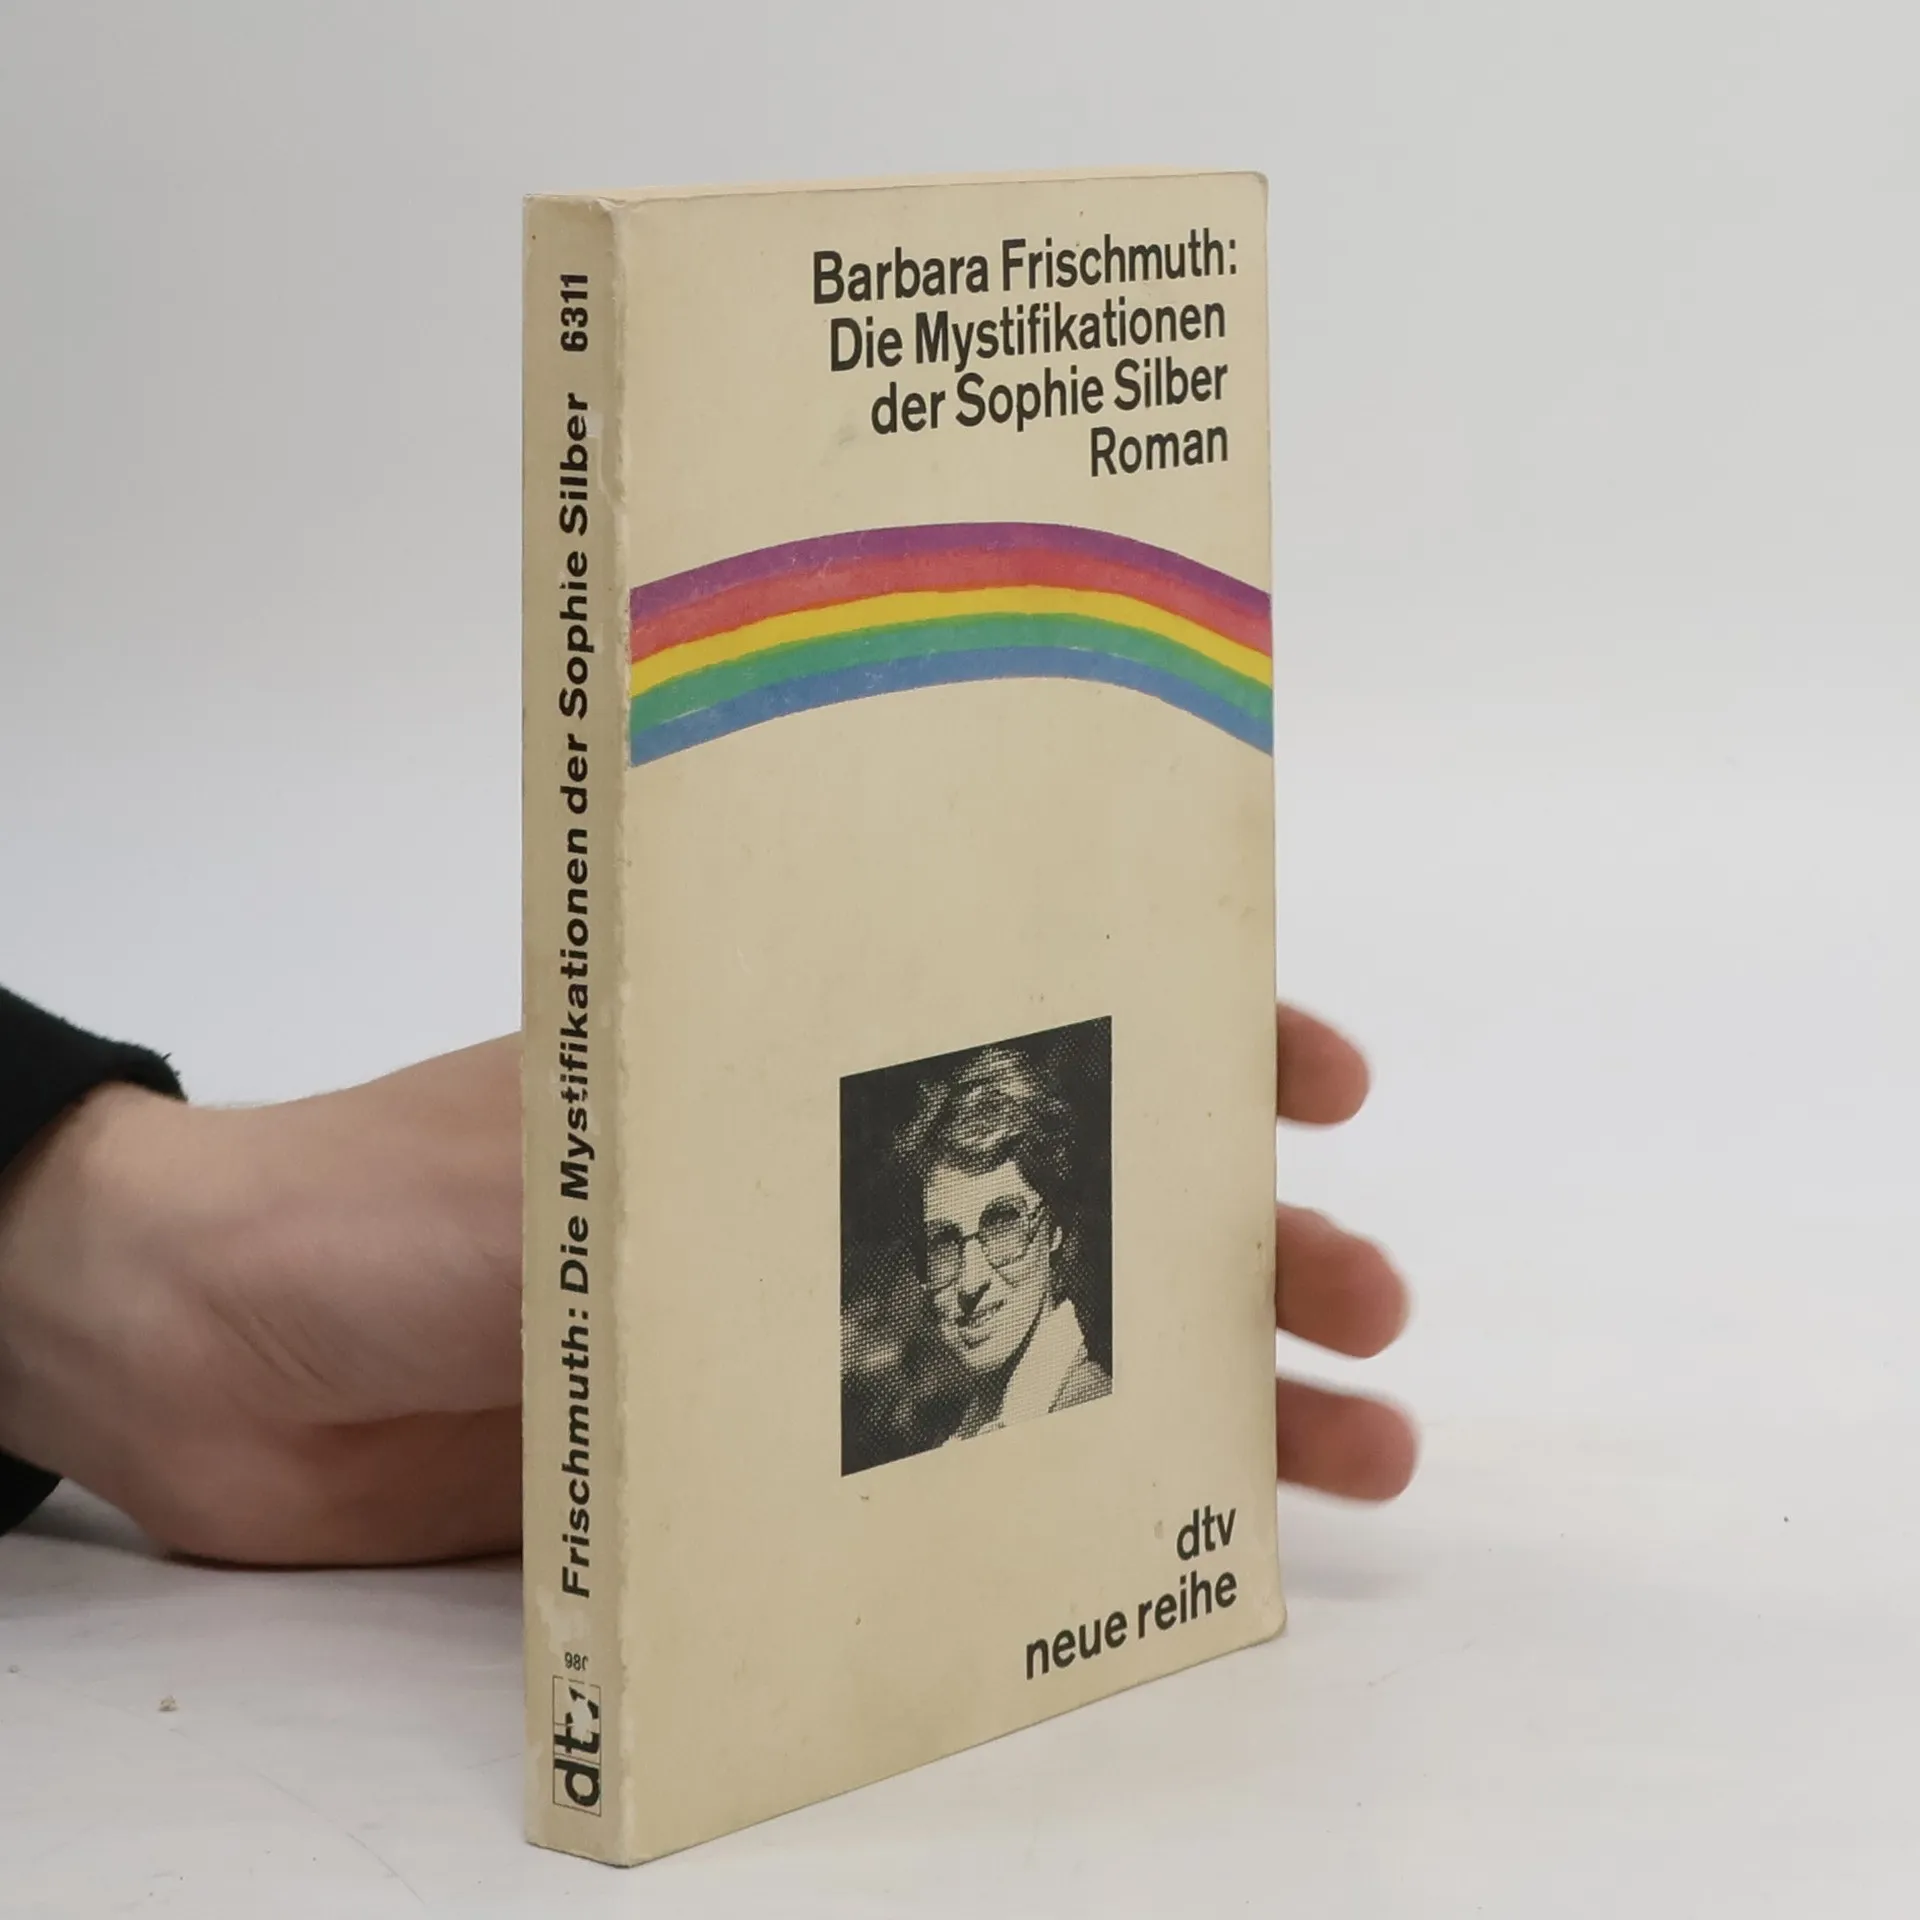 Barbara Frischmuth:
Die Mystifikationen
der Sophie Silber
Roman
dtv
neue reihe
Frischmuth: Die Mystifikationen der Sophie Silber 6311
980
dtv